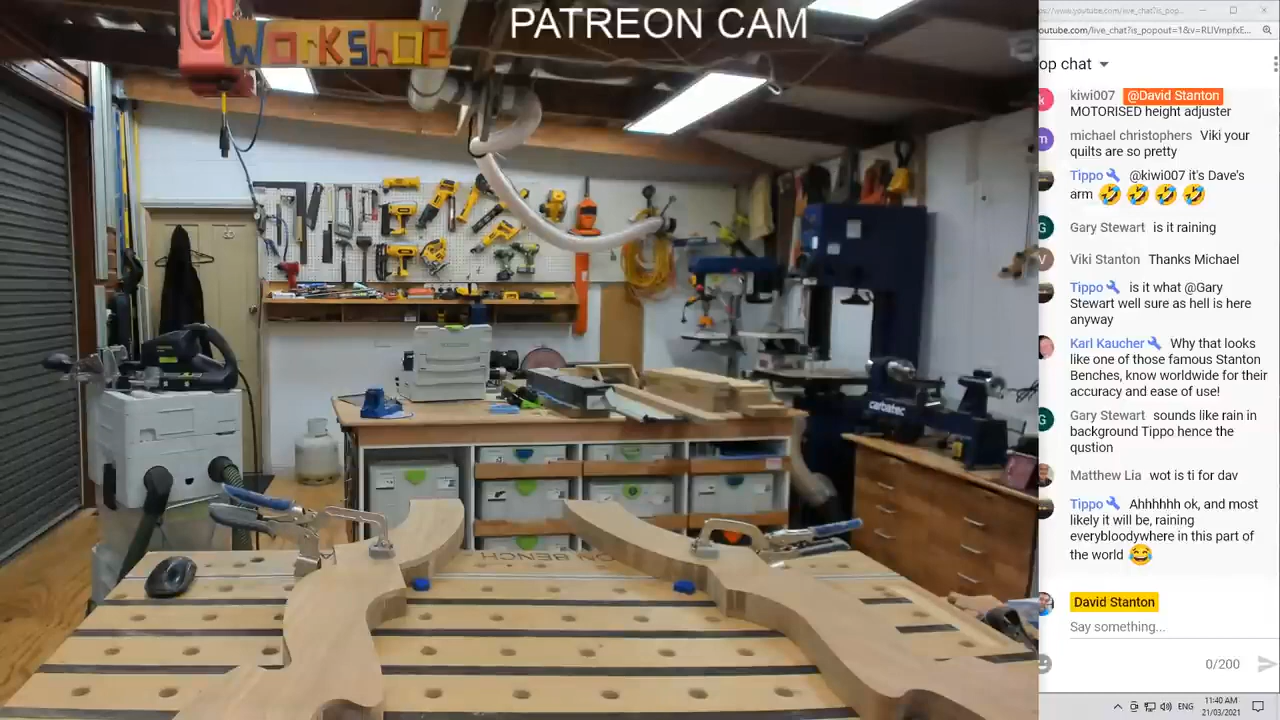 PATREON CAM
WORKSHOP
carbatec
ON BENCH
youtube.com/live_chat?is_popout=1&v=RLlVmpfxE...
op chat
kiwi007 @David Stanton
MOTORISED height adjuster
michael christophers Viki your
quilts are so pretty
Tippo @kiwi007 it's Dave's
arm 🤣 🤣 🤣 🤣
Gary Stewart is it raining
Viki Stanton Thanks Michael
Tippo is it what @Gary
Stewart well sure as hell is here
anyway
Karl Kaucher Why that looks
like one of those famous Stanton
Benches, know worldwide for their
accuracy and ease of use!
Gary Stewart sounds like rain in
background Tippo hence the
qustion
Matthew Lia wot is ti for dav
Tippo Ahhhhhh ok, and most
likely it will be, raining
everybloodywhere in this part of
the world 😂
David Stanton
Say something...
0/200
ENG
11:40 AM
21/03/2021